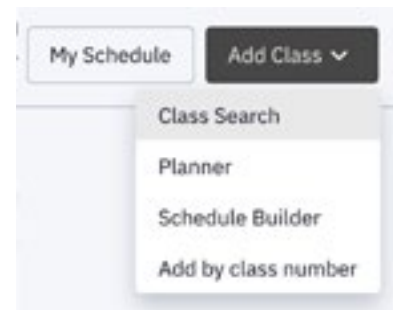 My Schedule
Add Class
Class Search
Planner
Schedule Builder
Add by class number